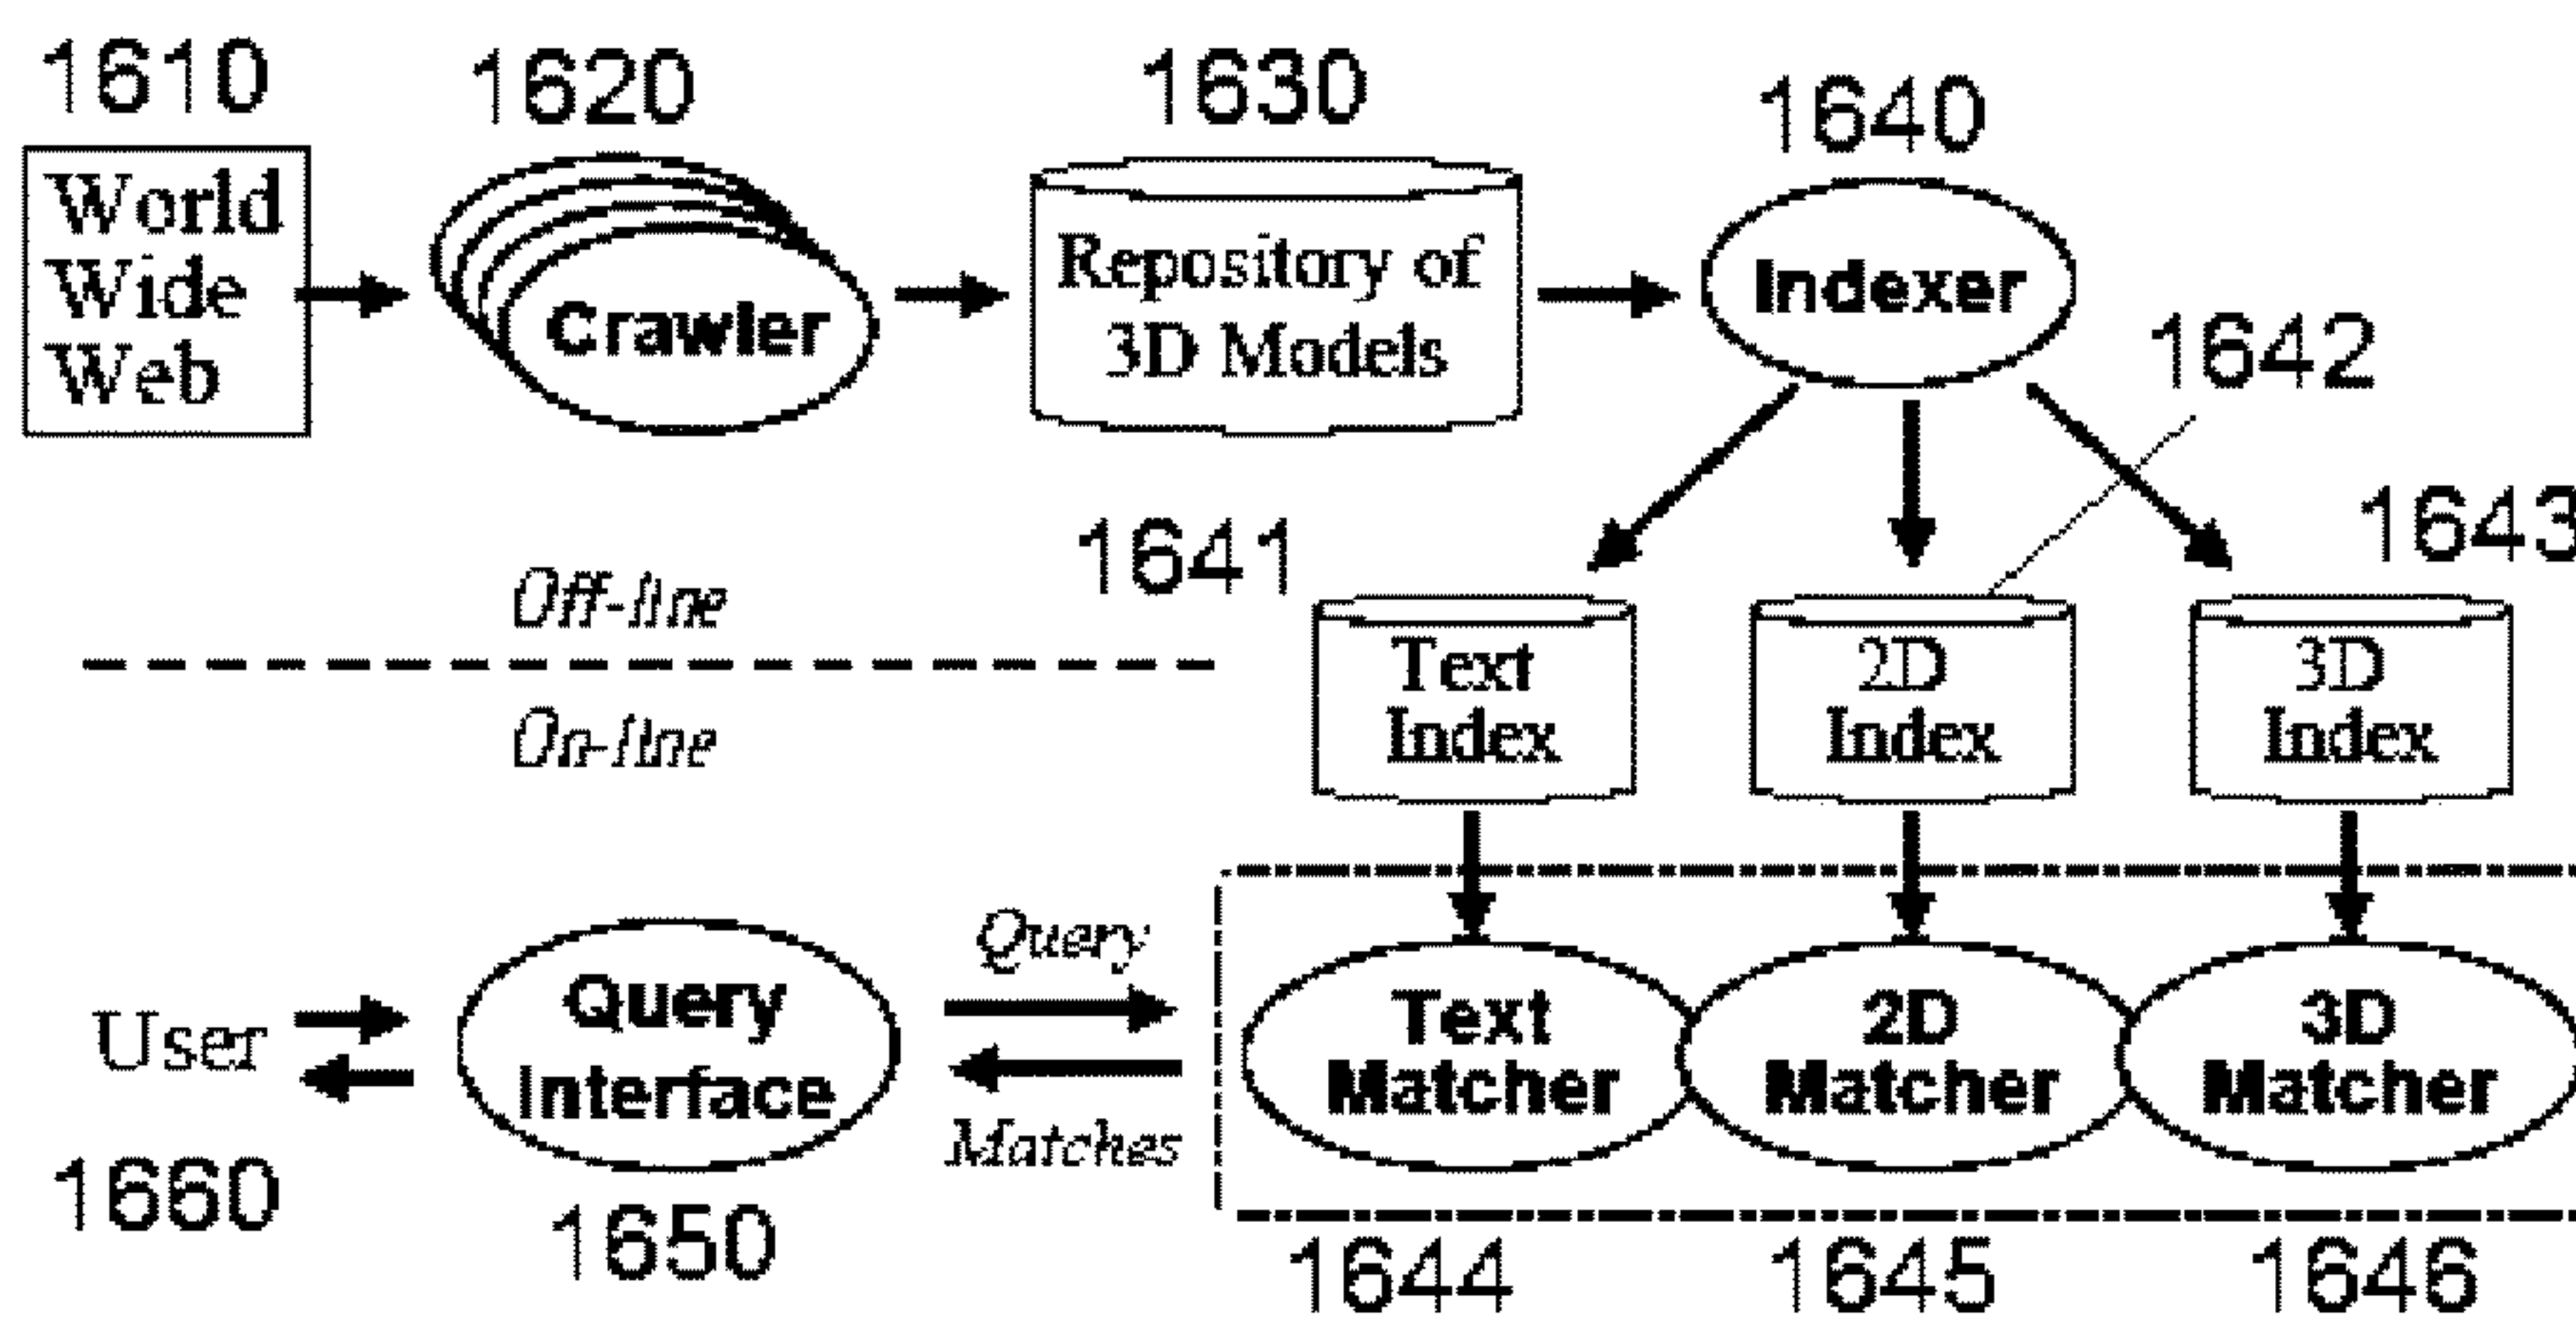 1610
1620
1630
1640
World
Wide
Web
Crawler
Repository of
3D Models
Indexer
1642
1643
1641
Off-line
On-line
Text
Index
2D
Index
3D
Index
User
1660
Query
Interface
1650
Query
Matches
Text
Matcher
2D
Matcher
3D
Matcher
1644
1645
1646